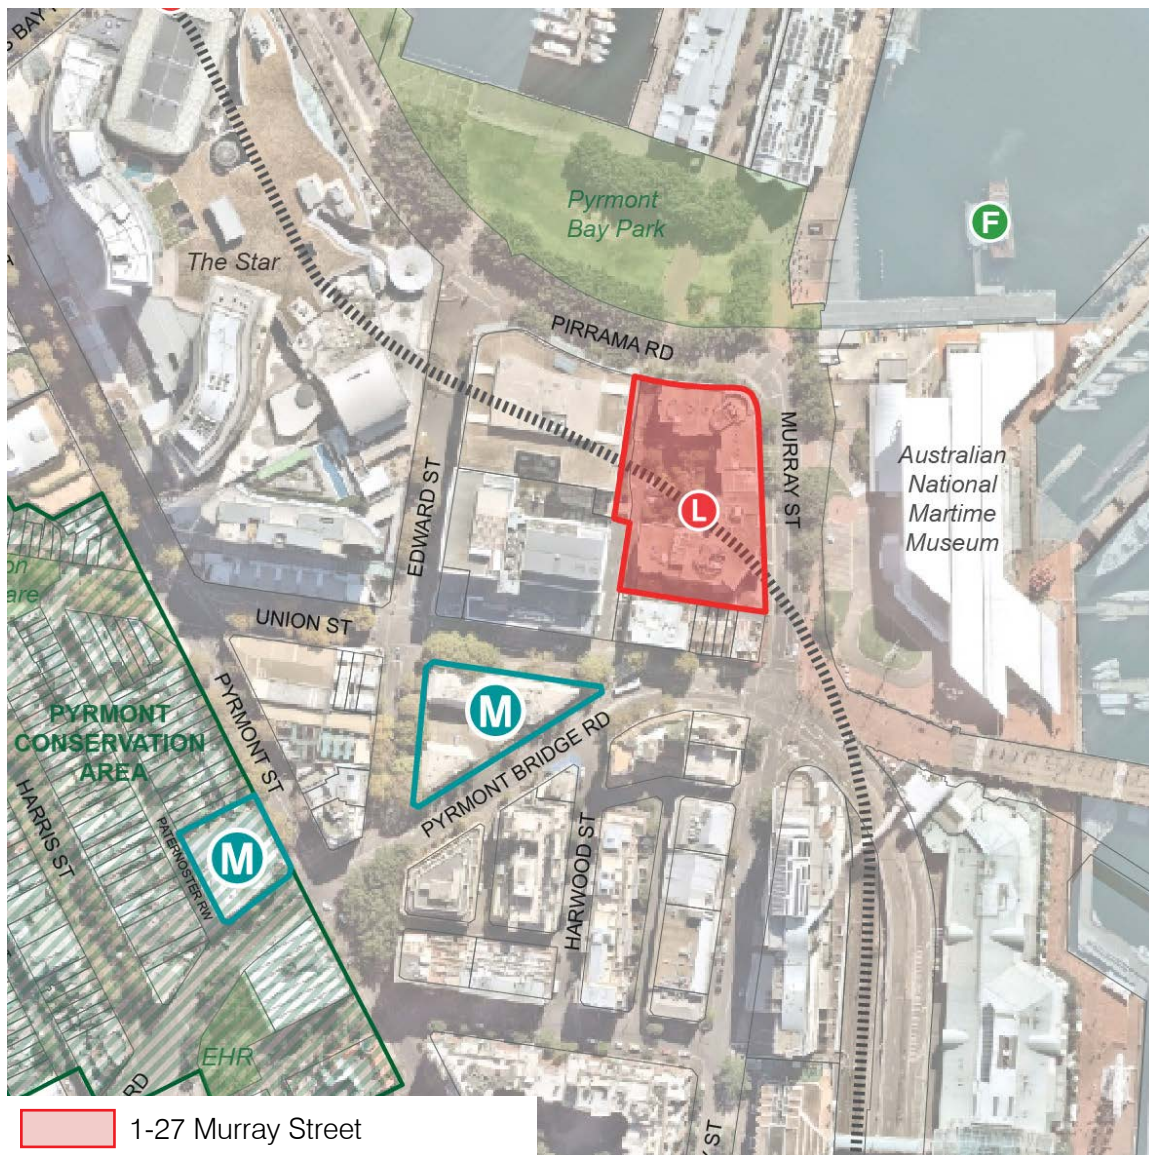 S BAY
The Star
Pyrmont
Bay Park
F
PIRRAMA RD
MURRAY ST
Australian
National
Martime
Museum
L
EDWARD ST
UNION ST
M
PYRMONT BRIDGE RD
PYRMONT ST
PYRMONT
CONSERVATION
AREA
HARRIS ST
PATERNOSTER RW
M
HARWOOD ST
EHR
RD
ST
1-27 Murray Street